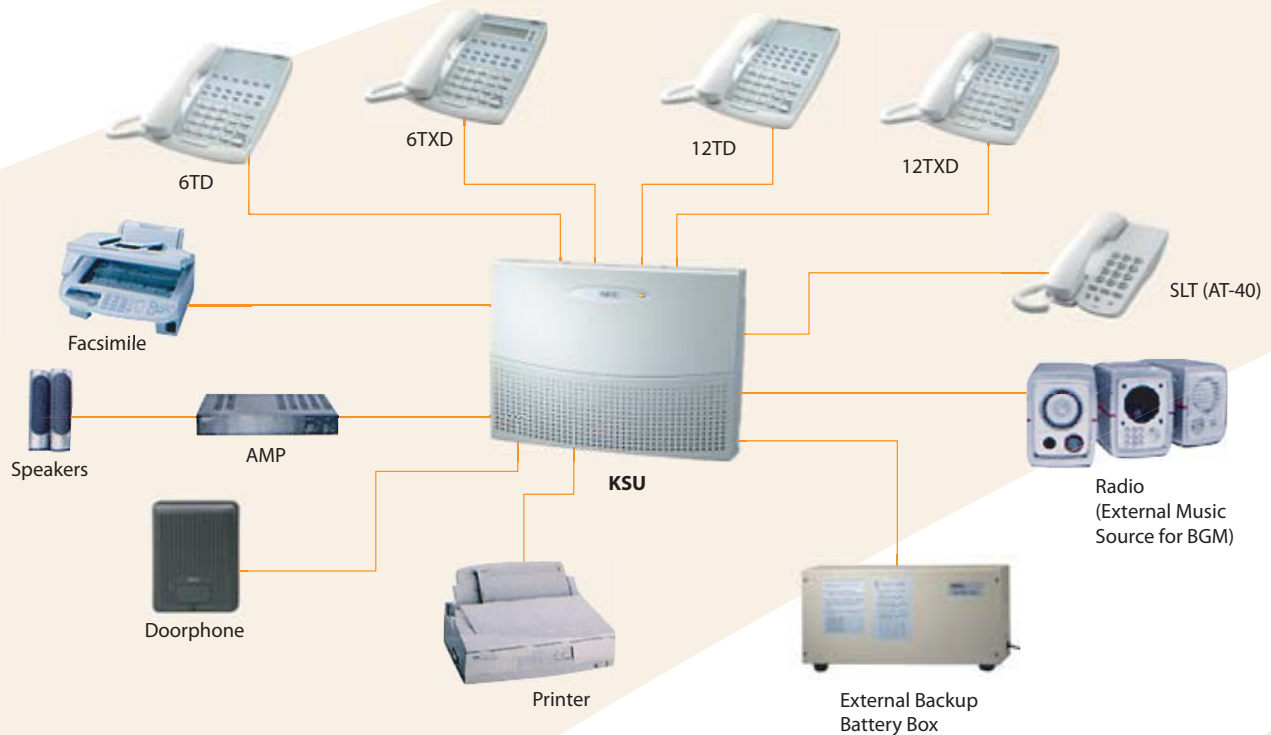 6TD
6TXD
12TD
12TXD
Facsimile
SLT (AT-40)
NEC
Speakers
AMP
KSU
Radio
(External Music
Source for BGM)
Doorphone
Printer
External Backup
Battery Box